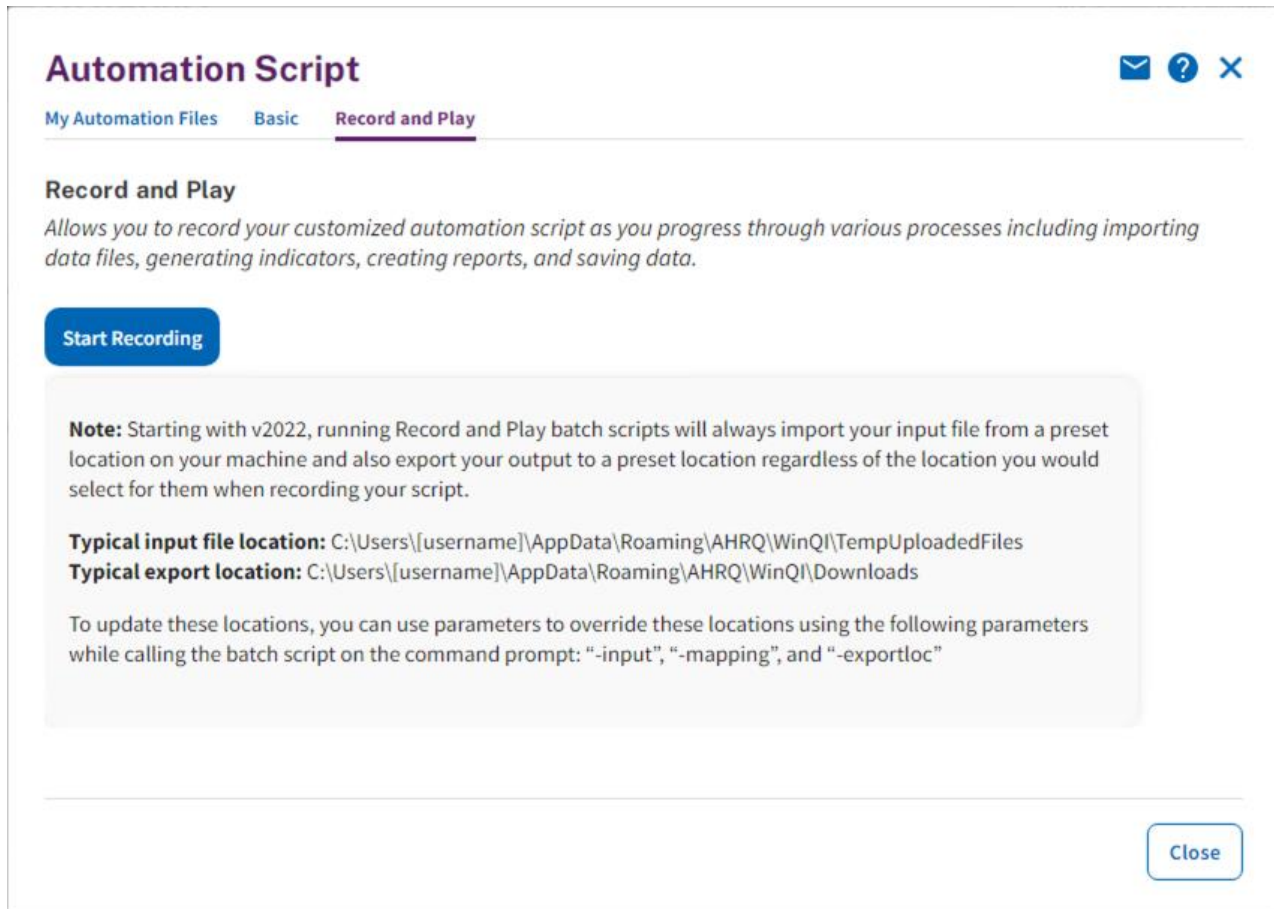 Automation Script
My Automation Files Basic Record and Play
Record and Play
Allows you to record your customized automation script as you progress through various processes including importing
data files, generating indicators, creating reports, and saving data.
Start Recording
Note: Starting with v2022, running Record and Play batch scripts will always import your input file from a preset
location on your machine and also export your output to a preset location regardless of the location you would
select for them when recording your script.
Typical input file location: C:\Users\[username]\AppData\Roaming\AHRQ\WinQI\TempUploadedFiles
Typical export location: C:\Users\[username]\AppData\Roaming\AHRQ\WinQI\Downloads
To update these locations, you can use parameters to override these locations using the following parameters
while calling the batch script on the command prompt: “-input”, “-mapping”, and “-exportloc”
Close